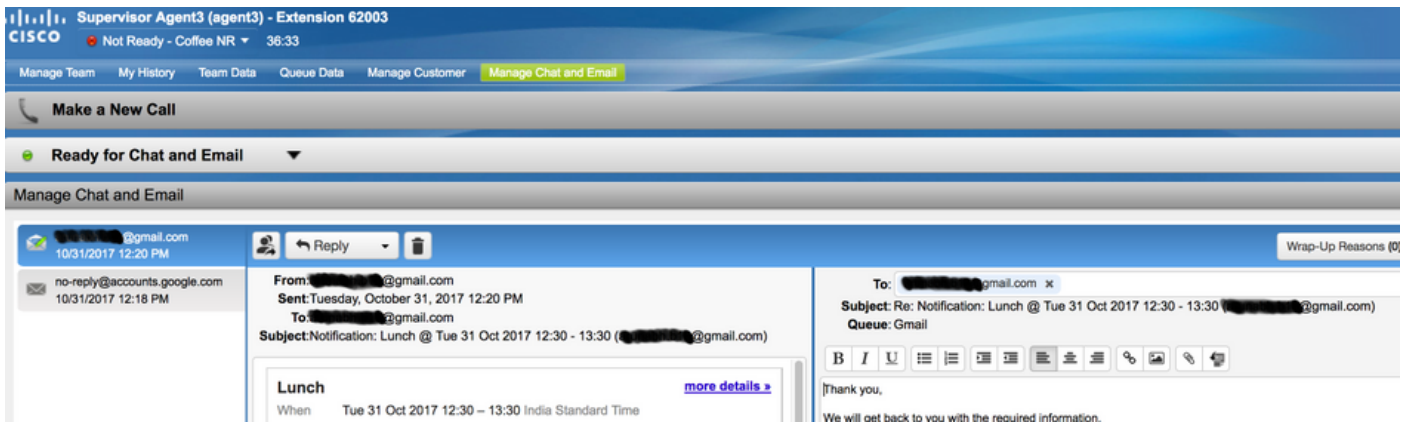 Supervisor Agent3 (agent3) - Extension 62003
CISCO
Not Ready - Coffee NR 36:33
Manage Team My History Team Data Queue Data Manage Customer Manage Chat and Email
Make a New Call
Ready for Chat and Email
Manage Chat and Email
@gmail.com
10/31/2017 12:20 PM
no-reply@accounts.google.com
10/31/2017 12:18 PM
Reply
Wrap-Up Reasons (0)
From: @gmail.com
Sent:Tuesday, October 31, 2017 12:20 PM
To: @gmail.com
Subject:Notification: Lunch @ Tue 31 Oct 2017 12:30 - 13:30 ( @gmail.com)
Lunch more details »
When Tue 31 Oct 2017 12:30 – 13:30 India Standard Time
To: gmail.com x
Subject: Re: Notification: Lunch @ Tue 31 Oct 2017 12:30 - 13:30 ( @gmail.com)
Queue: Gmail
B I U
Thank you,
We will get back to you with the required information.